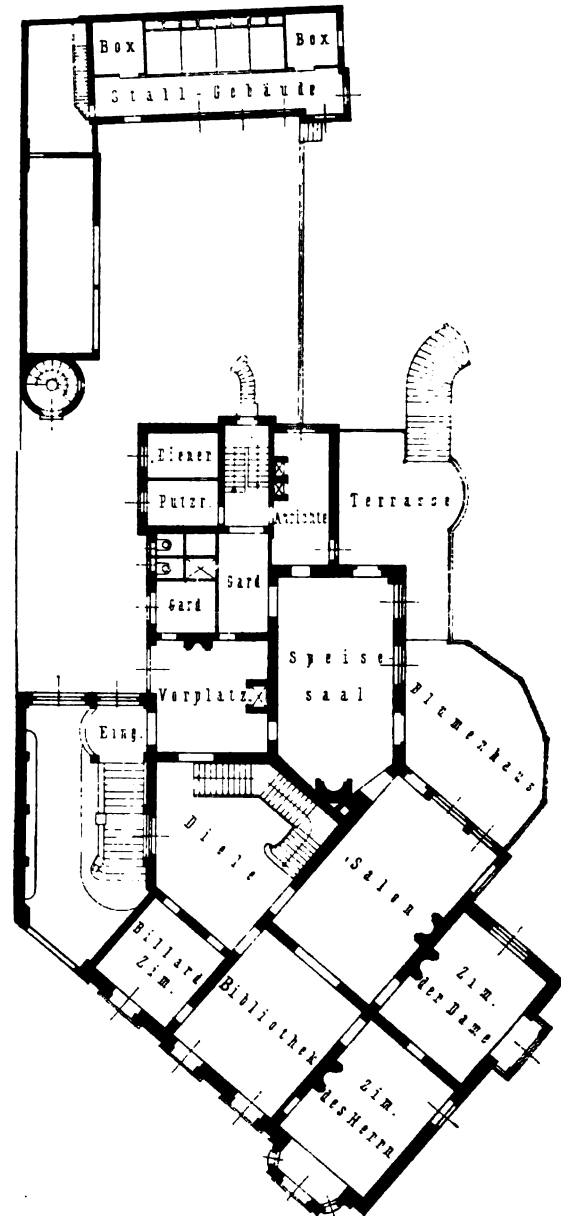 Box
Box
Stall-Gebäude
Diener
Putzr.
Anrichte
Terrasse
Gard
Gard
Speise
saal
Vorplatz
Blumenhaus
Eing.
Diele
Salon
Billard
Zim.
Bibliothek
Zim.
der Dame
Zim.
des Herrn